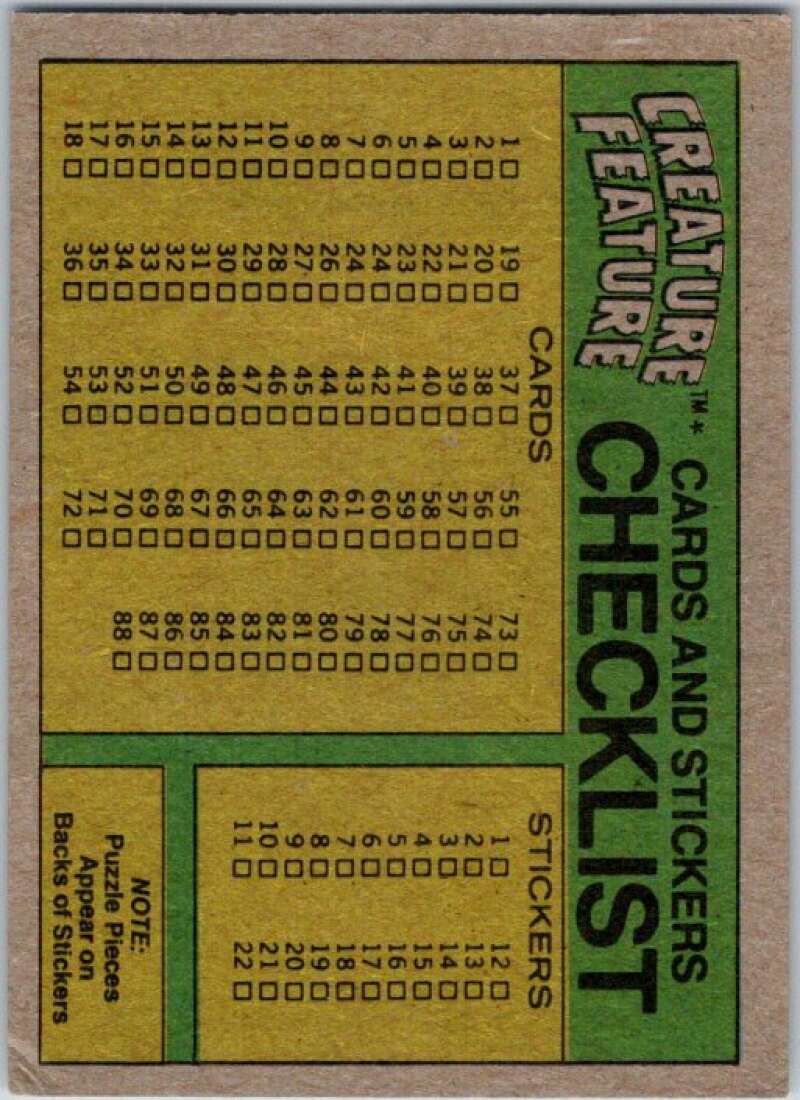 CREATURE
FEATURE™*
CARDS AND STICKERS
CHECKLIST
CARDS
1 □ 19 □ 37 □ 55 □ 73 □
2 □ 20 □ 38 □ 56 □ 74 □
3 □ 21 □ 39 □ 57 □ 75 □
4 □ 22 □ 40 □ 58 □ 76 □
5 □ 23 □ 41 □ 59 □ 77 □
6 □ 24 □ 42 □ 60 □ 78 □
7 □ 24 □ 43 □ 61 □ 79 □
8 □ 26 □ 44 □ 62 □ 80 □
9 □ 27 □ 45 □ 63 □ 81 □
10 □ 28 □ 46 □ 64 □ 82 □
11 □ 29 □ 47 □ 65 □ 83 □
12 □ 30 □ 48 □ 66 □ 84 □
13 □ 31 □ 49 □ 67 □ 85 □
14 □ 32 □ 50 □ 68 □ 86 □
15 □ 33 □ 51 □ 69 □ 87 □
16 □ 34 □ 52 □ 70 □ 88 □
17 □ 35 □ 53 □ 71 □
18 □ 36 □ 54 □ 72 □
STICKERS
1 □ 12 □
2 □ 13 □
3 □ 14 □
4 □ 15 □
5 □ 16 □
6 □ 17 □
7 □ 18 □
8 □ 19 □
9 □ 20 □
10 □ 21 □
11 □ 22 □
NOTE:
Puzzle Pieces
Appear on
Backs of Stickers